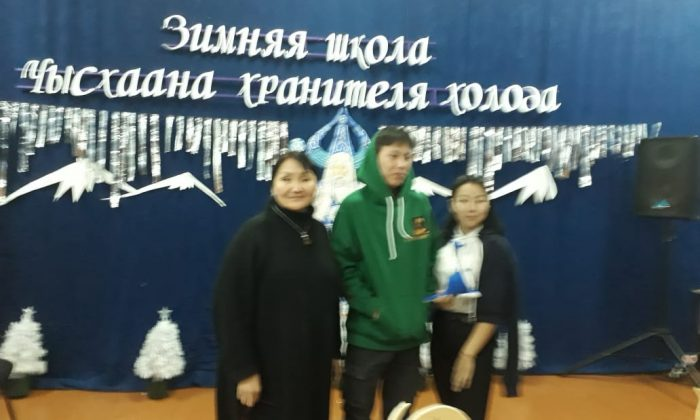 Зимняя школа
Чысхаана хранителя холода